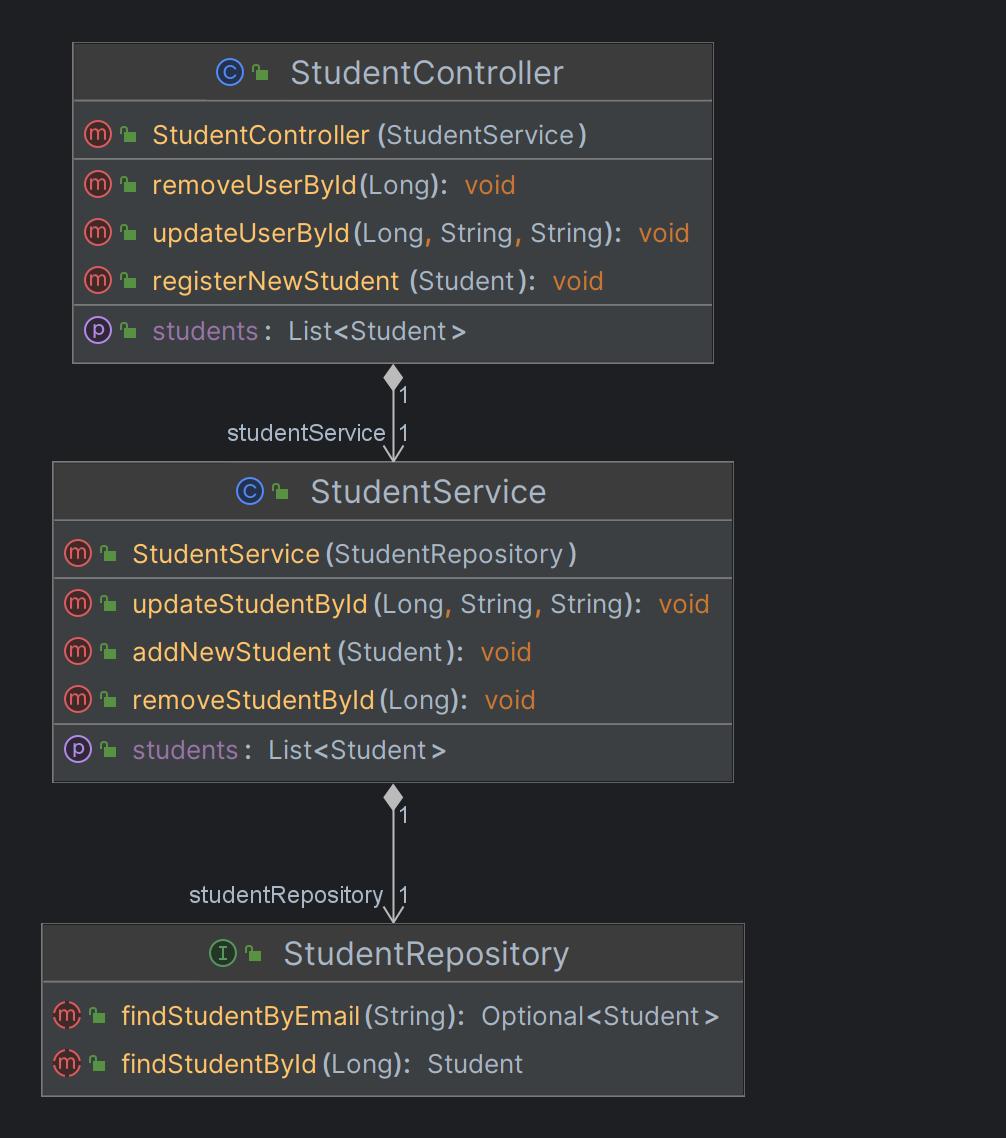 StudentController
StudentController(StudentService)
removeUserById(Long): void
updateUserById(Long, String, String): void
registerNewStudent(Student): void
students: List<Student>
1
studentService 1
StudentService
StudentService(StudentRepository)
updateStudentById(Long, String, String): void
addNewStudent(Student): void
removeStudentById(Long): void
students: List<Student>
1
studentRepository 1
StudentRepository
findStudentByEmail(String): Optional<Student>
findStudentById(Long): Student